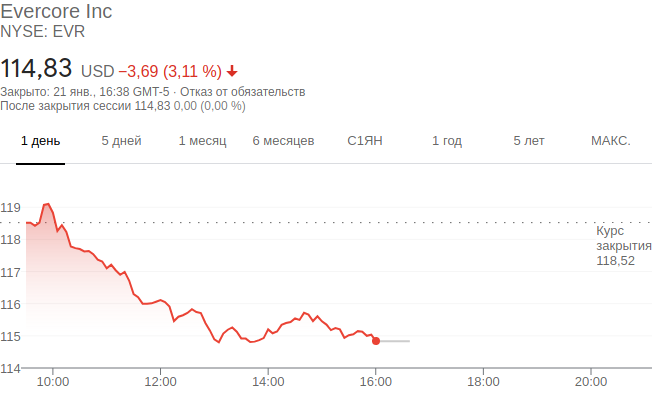 Evercore Inc
NYSE: EVR
114,83 USD −3,69 (3,11 %)
Закрыто: 21 янв., 16:38 GMT-5 · Отказ от обязательств
После закрытия сессии 114,83 0,00 (0,00 %)
1 день 5 дней 1 месяц 6 месяцев С1ЯН 1 год 5 лет МАКС.
119
118
117
116
115
114
Курс
закрытия
118,52
10:00 12:00 14:00 16:00 18:00 20:00